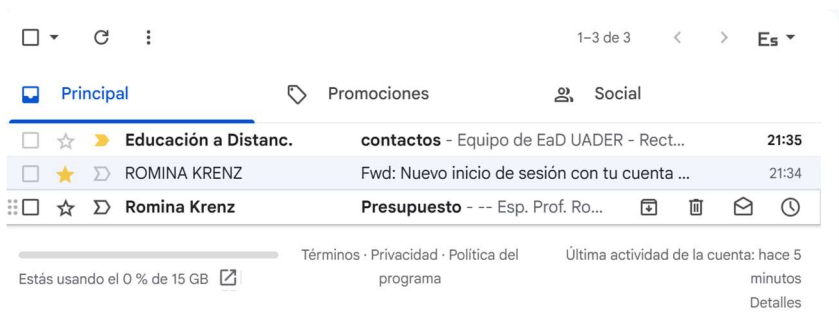 1–3 de 3 Es
Principal Promociones Social
Educación a Distanc. contactos - Equipo de EaD UADER - Rect... 21:35
ROMINA KRENZ Fwd: Nuevo inicio de sesión con tu cuenta ... 21:34
Romina Krenz Presupuesto - -- Esp. Prof. Ro...
Términos · Privacidad · Política del programa
Última actividad de la cuenta: hace 5 minutos
Detalles
Estás usando el 0 % de 15 GB